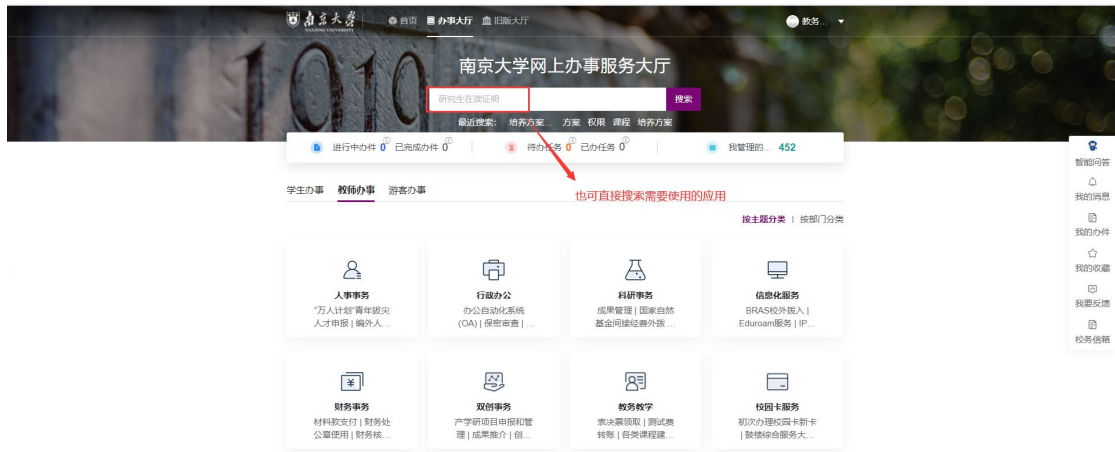 南京大学
NANJING UNIVERSITY
首页 办事大厅 旧版大厅
教务...
1919
南京大学网上办事服务大厅
研究生在读证明
搜索
最近搜索: 培养方案... 方案 权限 课程 培养方案
进行中办件 0 已完成办件 0
待办任务 0 已办任务 0
我管理的... 452
学生办事 教师办事 游客办事
也可直接搜索需要使用的应用
按主题分类 | 按部门分类
人事事务
“万人计划”青年拔尖
人才申报 | 编外人...
行政办公
办公自动化系统
(OA) | 保密审查 | ...
科研事务
成果管理 | 国家自然
基金间接经费外拨 ...
信息化服务
BRAS校外拨入 |
Eduroam服务 | IP...
财务事务
材料款支付 | 财务处
公章使用 | 财务核...
双创事务
产学研项目申报和管
理 | 成果推介 | 创...
教务教学
表决票领取 | 测试费
转账 | 各类课程建...
校园卡服务
初次办理校园卡新卡
| 鼓楼综合服务大...
智能问答
我的消息
我的办件
我的收藏
我要反馈
校务信箱